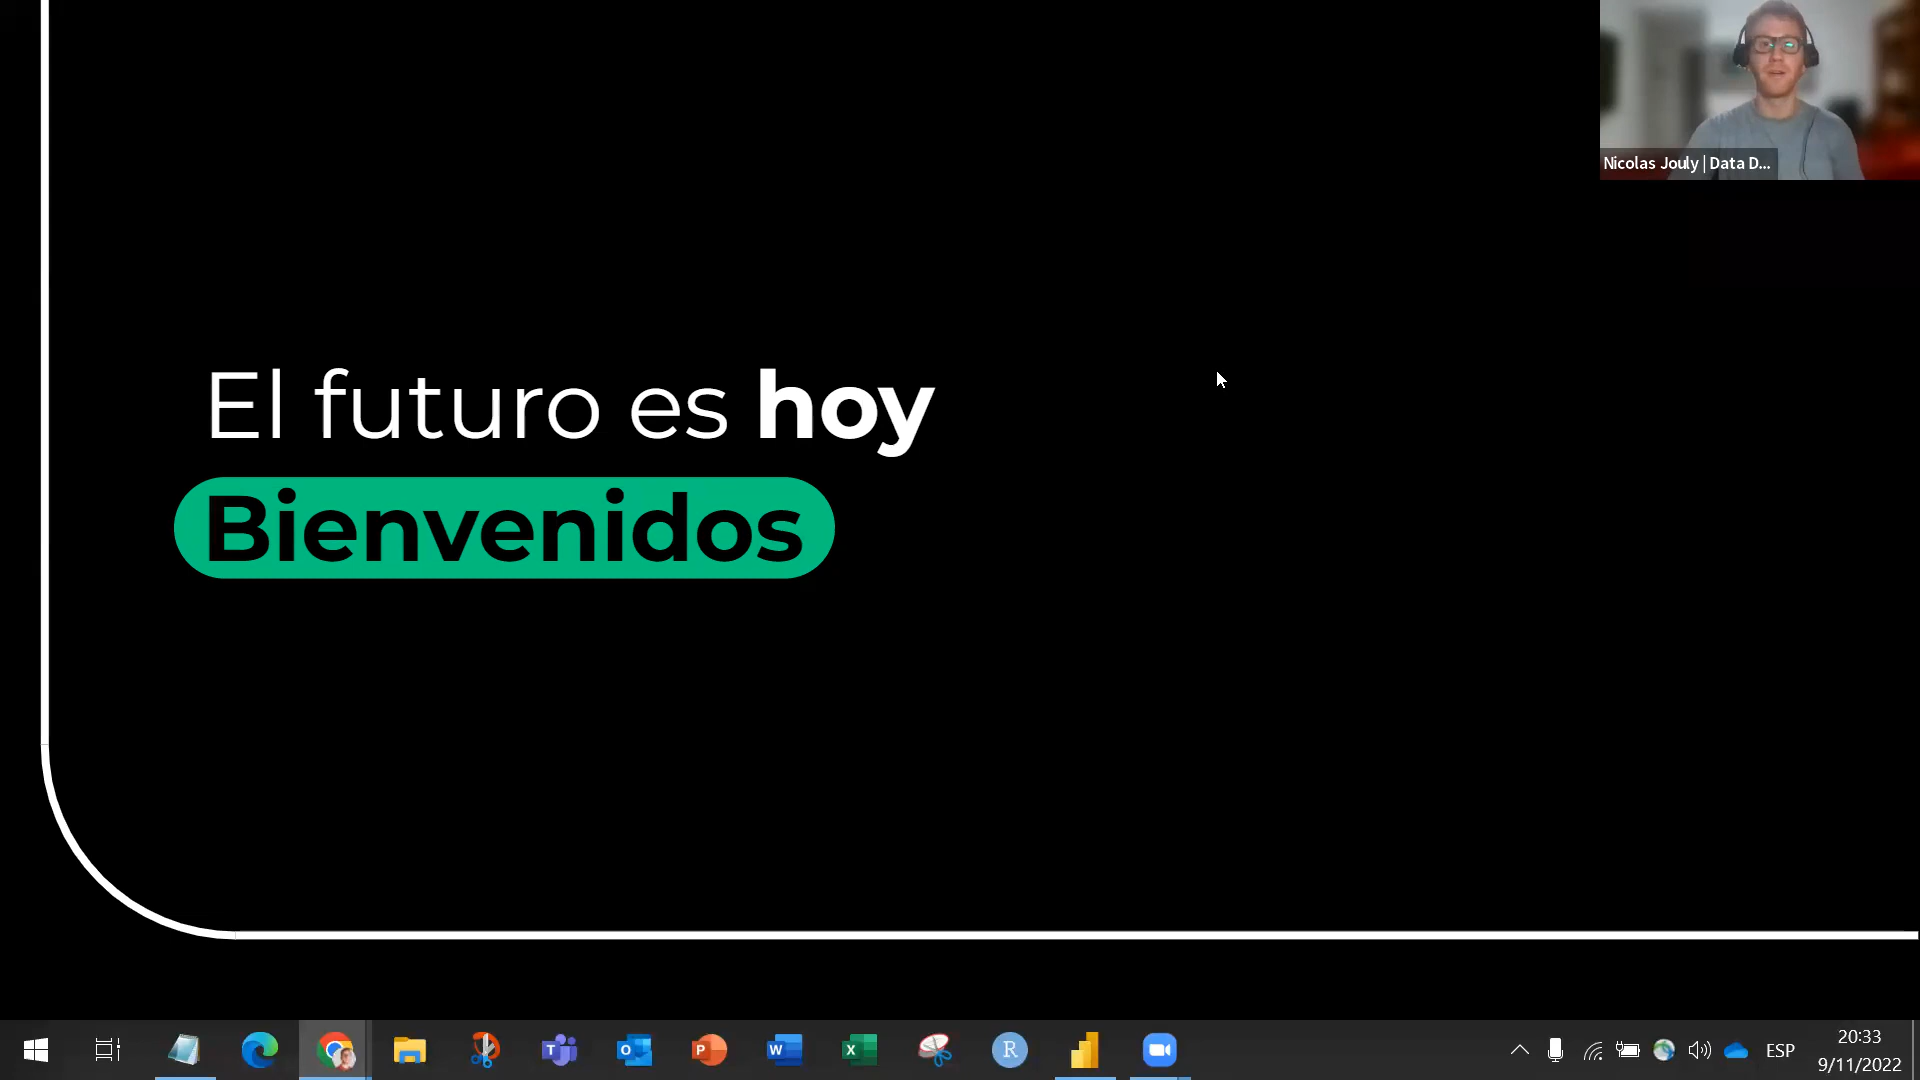 Nicolas Jouly | Data D...
El futuro es hoy
Bienvenidos
ESP
20:33
9/11/2022